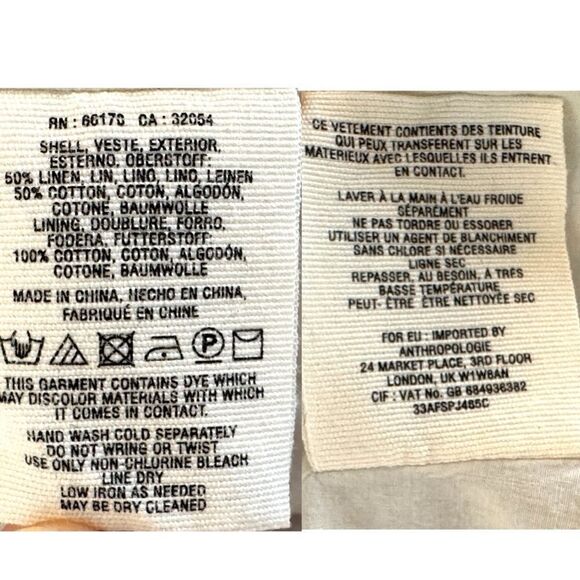 RN : 66170 CA : 32054
SHELL, VESTE, EXTERIOR,
ESTERNO, OBERSTOFF:
50% LINEN, LIN, LINO, LINO, LEINEN
50% COTTON, COTON, ALGODÓN,
COTONE, BAUMWOLLE
LINING, DOUBLURE, FORRO,
FODERA, FUTTERSTOFF:
100% COTTON, COTON, ALGODÓN,
COTONE, BAUMWOLLE
MADE IN CHINA, HECHO EN CHINA,
FABRIQUÉ EN CHINE
P
THIS GARMENT CONTAINS DYE WHICH
MAY DISCOLOR MATERIALS WITH WHICH
IT COMES IN CONTACT.
HAND WASH COLD SEPARATELY
DO NOT WRING OR TWIST
USE ONLY NON-CHLORINE BLEACH
LINE DRY
LOW IRON AS NEEDED
MAY BE DRY CLEANED
CE VETEMENT CONTIENTS DES TEINTURE
QUI PEUX TRANSFERENT SUR LES
MATERIEUX AVEC LESQUELLES ILS ENTRENT
EN CONTACT.
LAVER À LA MAIN À L'EAU FROIDE
SÉPARÉMENT
NE PAS TORDRE OU ESSORER
UTILISER UN AGENT DE BLANCHIMENT
SANS CHLORE SI NÉCESSAIRE
LIGNE SEC
REPASSER, AU BESOIN, À TRÈS
BASSE TEMPÉRATURE
PEUT- ÊTRE ÊTRE NETTOYÉE SEC
FOR EU : IMPORTED BY
ANTHROPOLOGIE
24 MARKET PLACE, 3RD FLOOR
LONDON, UK W1W8AN
CIF : VAT No. GB 684936382
33AFSPJ455C